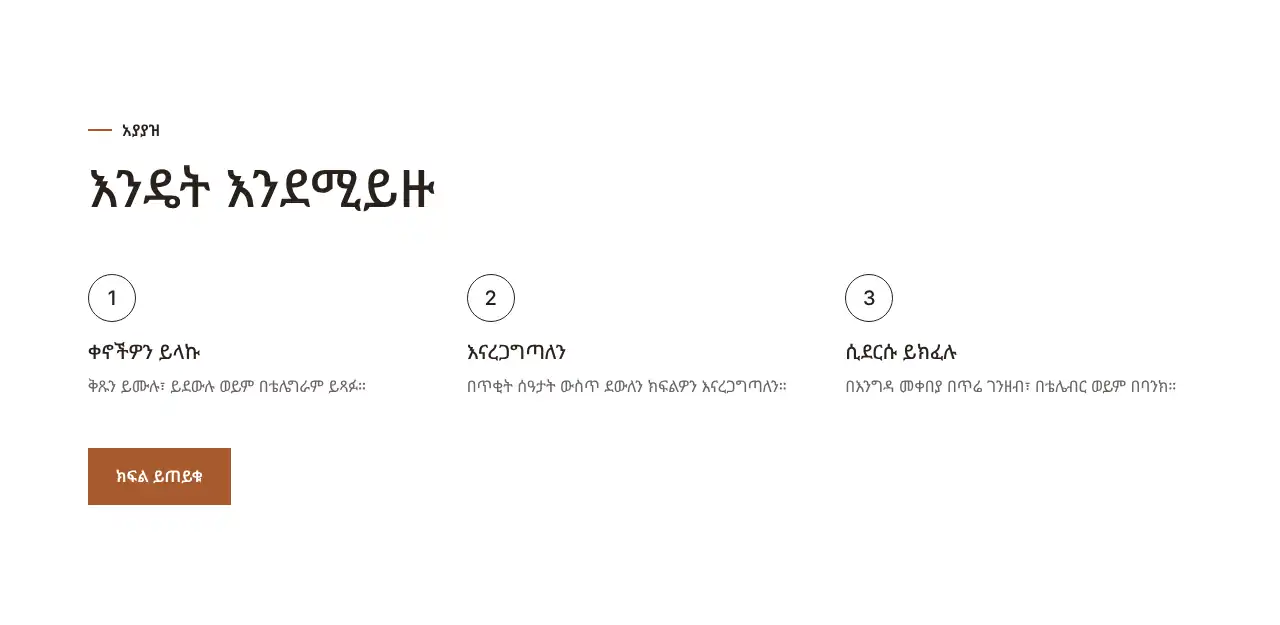 አያያዝ
እንዴት እንደሚይዙ
1
ቀኖችዎን ይላኩ
ቅጹን ይሙሉ፣ ይደውሉ ወይም በቴሌግራም ይጻፉ።
2
እናረጋግጣለን
በጥቂት ሰዓታት ውስጥ ደውለን ክፍልዎን እናረጋግጣለን።
3
ሲደርሱ ይክፈሉ
በእንግዳ መቀበያ በጥሬ ገንዘብ፣ በቴሌብር ወይም በባንክ።
ክፍል ይጠይቁ